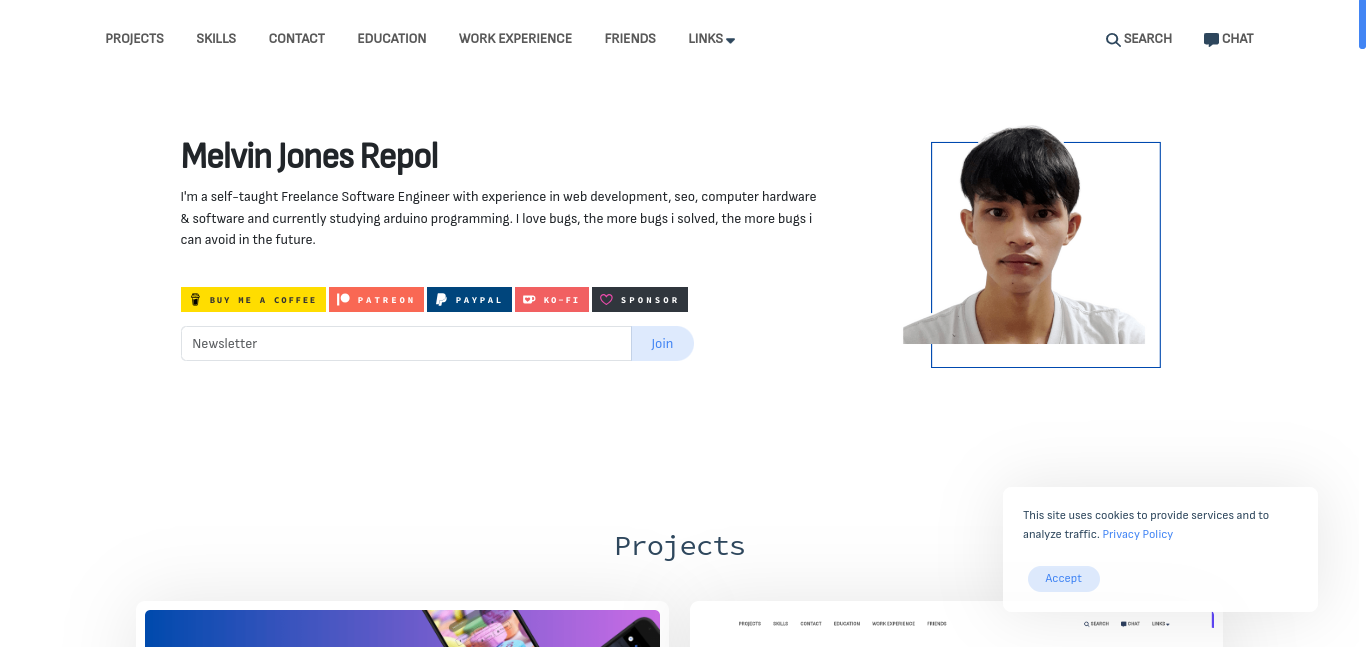 PROJECTS SKILLS CONTACT EDUCATION WORK EXPERIENCE FRIENDS LINKS SEARCH CHAT
Melvin Jones Repol
I'm a self-taught Freelance Software Engineer with experience in web development, seo, computer hardware
& software and currently studying arduino programming. I love bugs, the more bugs i solved, the more bugs i
can avoid in the future.
BUY ME A COFFEE PATREON PAYPAL KO-FI SPONSOR
Newsletter Join
This site uses cookies to provide services and to
analyze traffic. Privacy Policy
Accept
Projects
PROJECTS SKILLS CONTACT EDUCATION WORK EXPERIENCE FRIENDS SEARCH CHAT LINKS